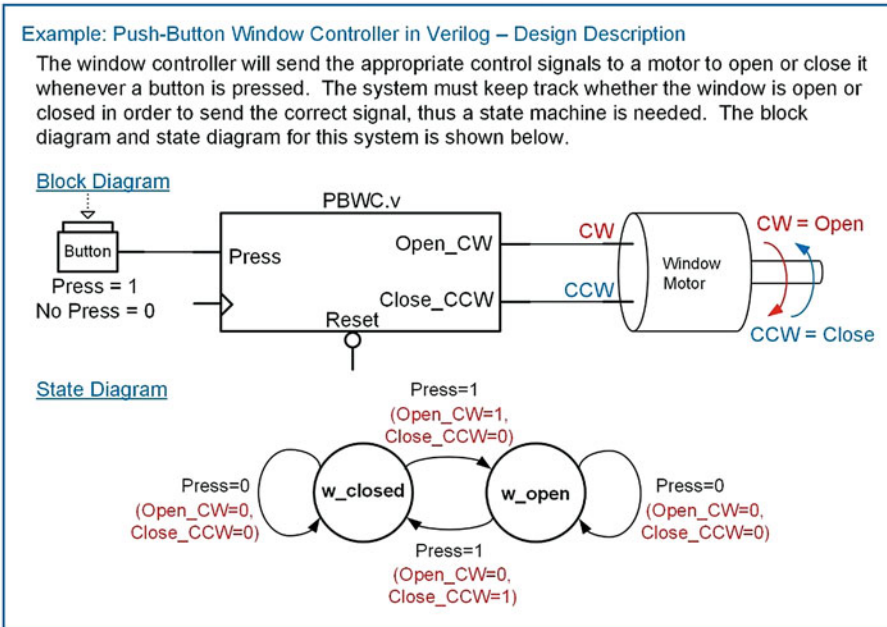 Example: Push-Button Window Controller in Verilog – Design Description
The window controller will send the appropriate control signals to a motor to open or close it
whenever a button is pressed. The system must keep track whether the window is open or
closed in order to send the correct signal, thus a state machine is needed. The block
diagram and state diagram for this system is shown below.
Block Diagram
PBWC.v
Button
Press = 1
No Press = 0
Press
Open_CW
Close_CCW
Reset
CW
CCW
Window
Motor
CW = Open
CCW = Close
State Diagram
Press=1
(Open_CW=1,
Close_CCW=0)
Press=0
(Open_CW=0,
Close_CCW=0)
w_closed
w_open
Press=0
(Open_CW=0,
Close_CCW=0)
Press=1
(Open_CW=0,
Close_CCW=1)